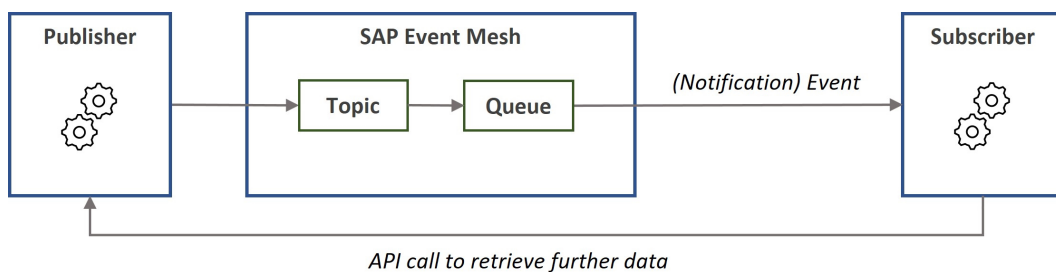 Publisher
SAP Event Mesh
Subscriber
(Notification) Event
Topic
Queue
API call to retrieve further data